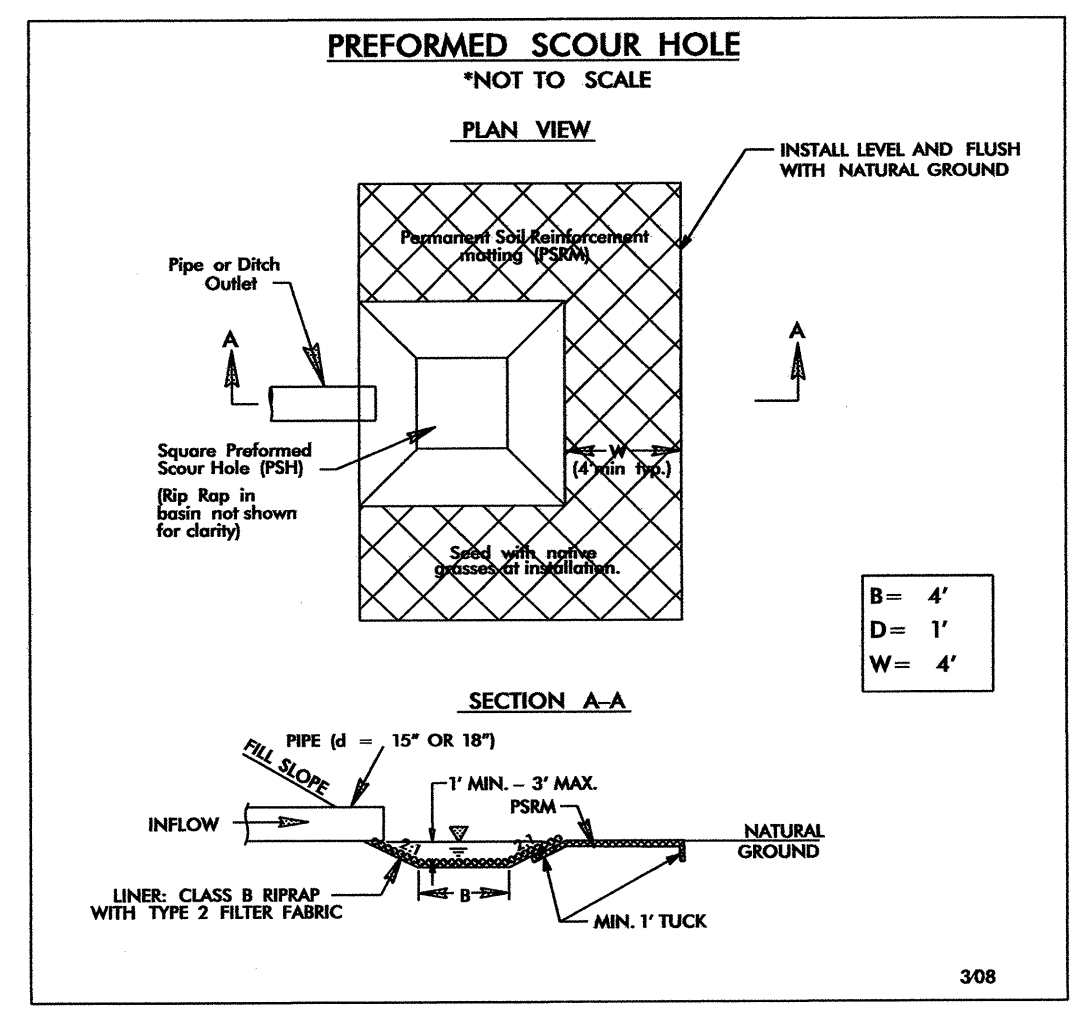 PREFORMED SCOUR HOLE
*NOT TO SCALE
PLAN VIEW
INSTALL LEVEL AND FLUSH
WITH NATURAL GROUND
Permanent Soil Reinforcement
matting (PSRM)
Pipe or Ditch
Outlet
A
A
Square Preformed
Scour Hole (PSH)
(Rip Rap in
basin not shown
for clarity)
W
(4'min typ.)
Seed with native
grasses at installation.
B= 4'
D= 1'
W= 4'
SECTION A-A
PIPE (d = 15" OR 18")
FILL SLOPE
1' MIN. - 3' MAX.
PSRM
INFLOW
2:1
2:1
NATURAL
GROUND
B
LINER: CLASS B RIPRAP
WITH TYPE 2 FILTER FABRIC
MIN. 1' TUCK
3/08